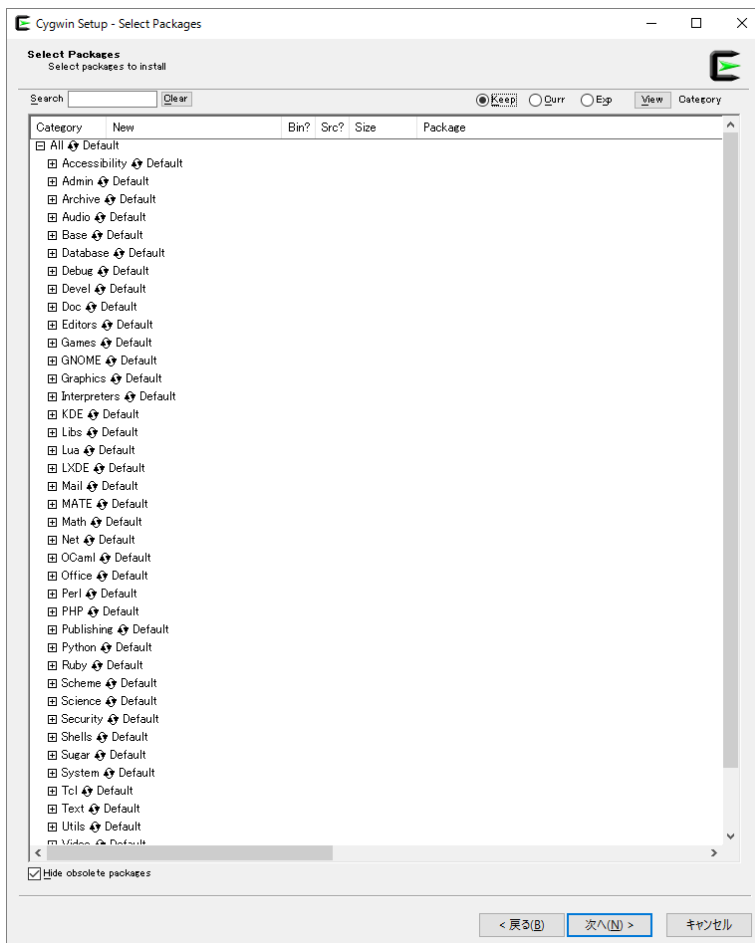 Cygwin Setup - Select Packages
Select Packages
Select packages to install
Search Clear Keep Curr Exp View Category
Category New Bin? Src? Size Package
All Default
Accessibility Default
Admin Default
Archive Default
Audio Default
Base Default
Database Default
Debug Default
Devel Default
Doc Default
Editors Default
Games Default
GNOME Default
Graphics Default
Interpreters Default
KDE Default
Libs Default
Lua Default
LXDE Default
Mail Default
MATE Default
Math Default
Net Default
OCaml Default
Office Default
Perl Default
PHP Default
Publishing Default
Python Default
Ruby Default
Scheme Default
Science Default
Security Default
Shells Default
Sugar Default
System Default
Tcl Default
Text Default
Utils Default
Video Default
Hide obsolete packages
< 戻る(B) 次へ(N) > キャンセル